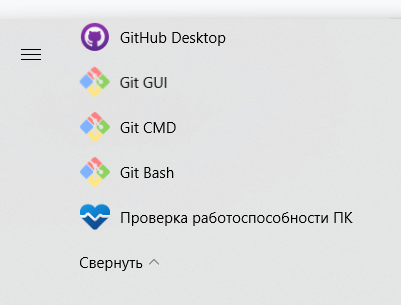 GitHub Desktop
Git GUI
Git CMD
Git Bash
Проверка работоспособности ПК
Свернуть